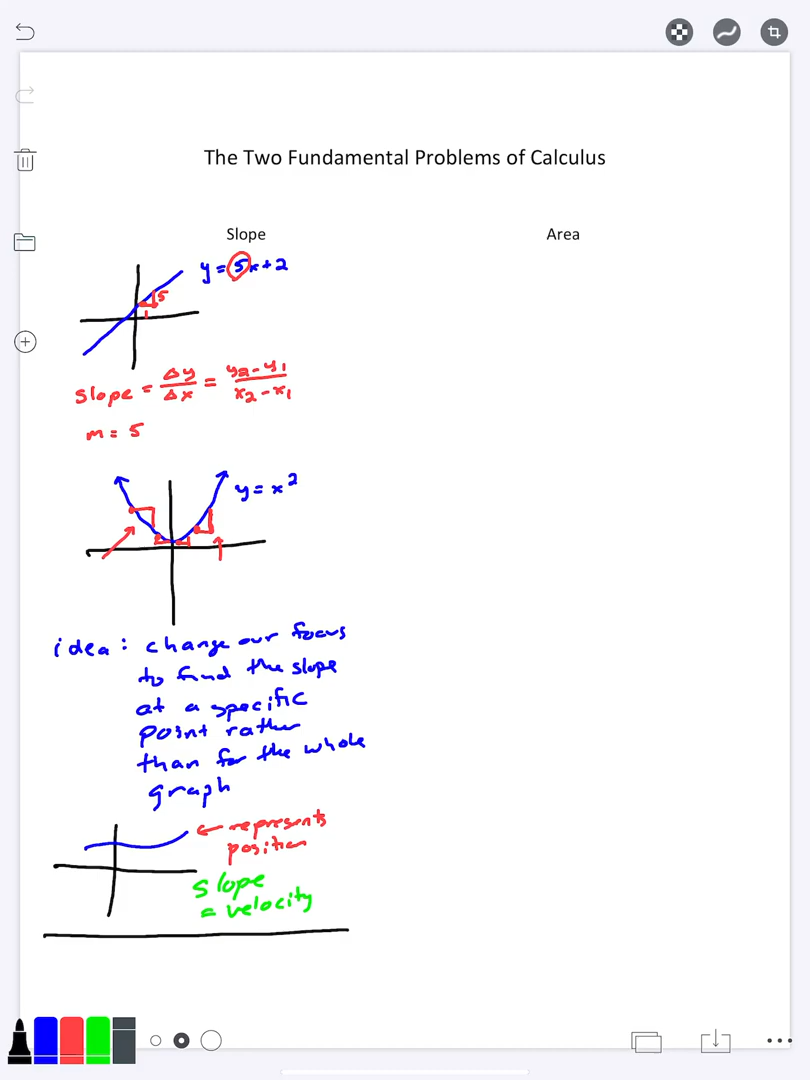 The Two Fundamental Problems of Calculus
Slope
Area
y = 5x + 2
5
1
slope = Δy/Δx = y2 - y1/x2 - x1
m = 5
y = x²
idea: change our focus
to find the slope
at a specific
point rather
than for the whole
graph
← represents
position
slope
= velocity